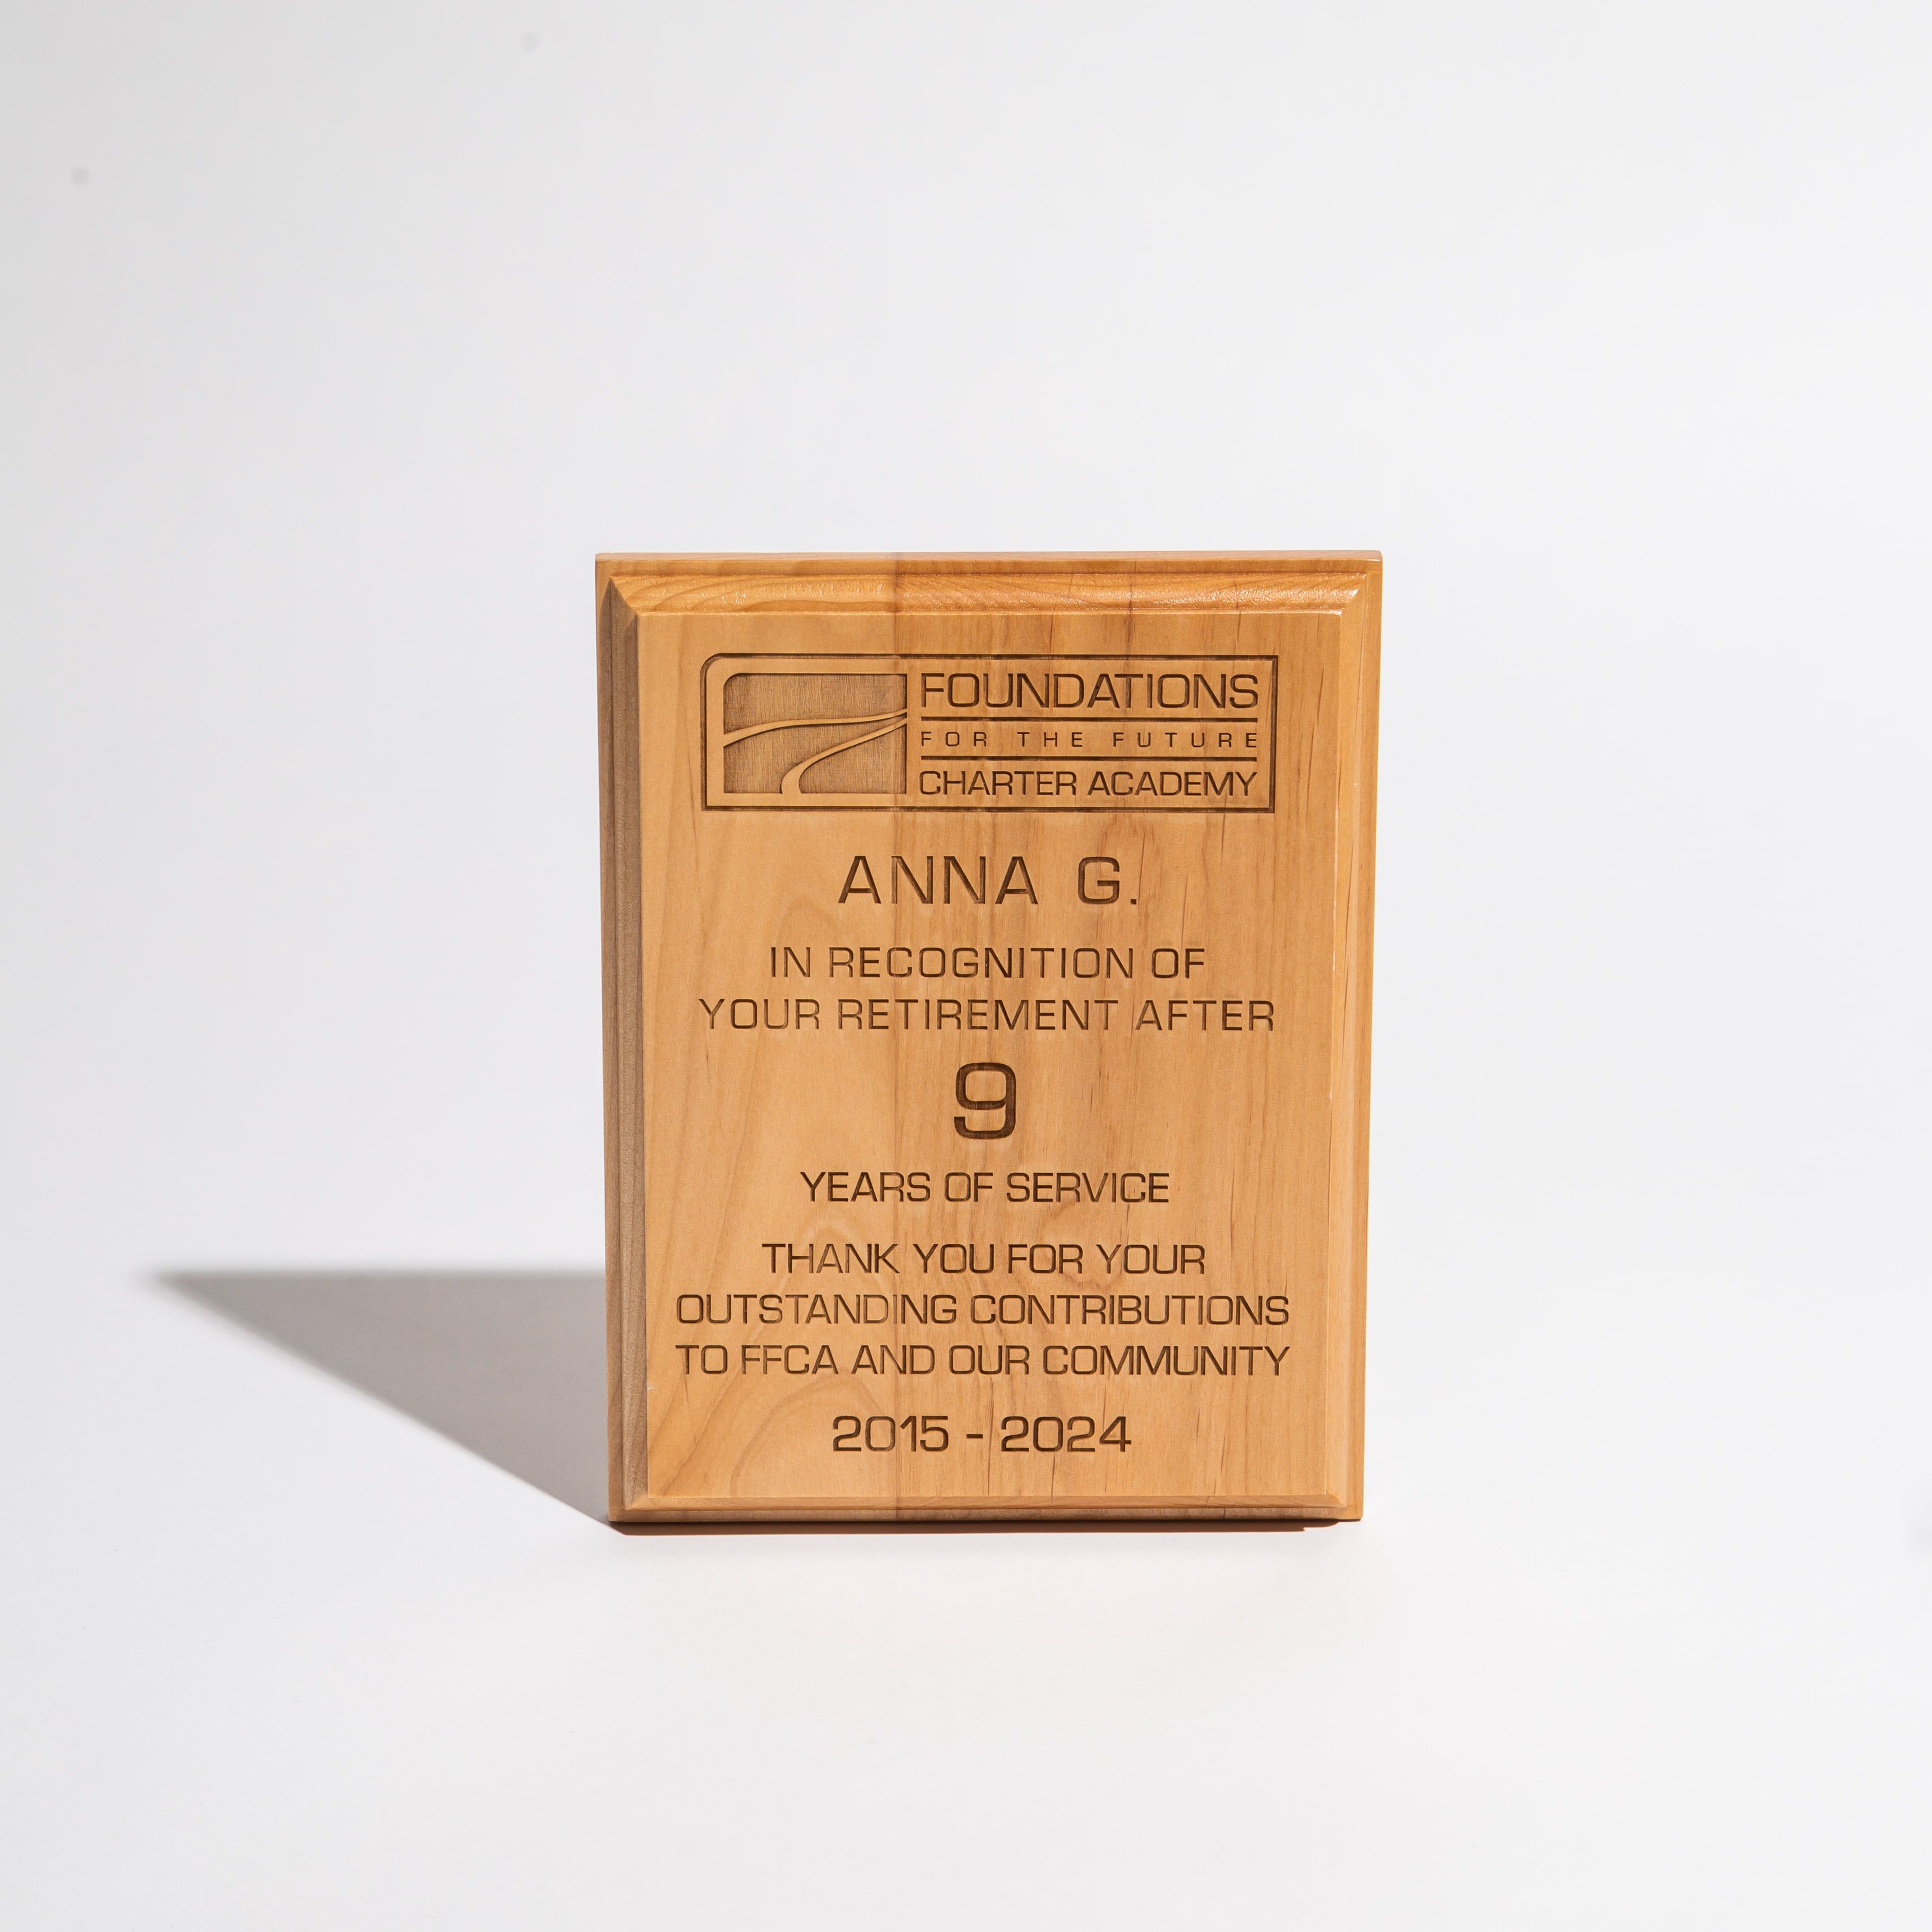 FOUNDATIONS
FOR THE FUTURE
CHARTER ACADEMY
ANNA G.
IN RECOGNITION OF
YOUR RETIREMENT AFTER
9
YEARS OF SERVICE
THANK YOU FOR YOUR
OUTSTANDING CONTRIBUTIONS
TO FFCA AND OUR COMMUNITY
2015 - 2024